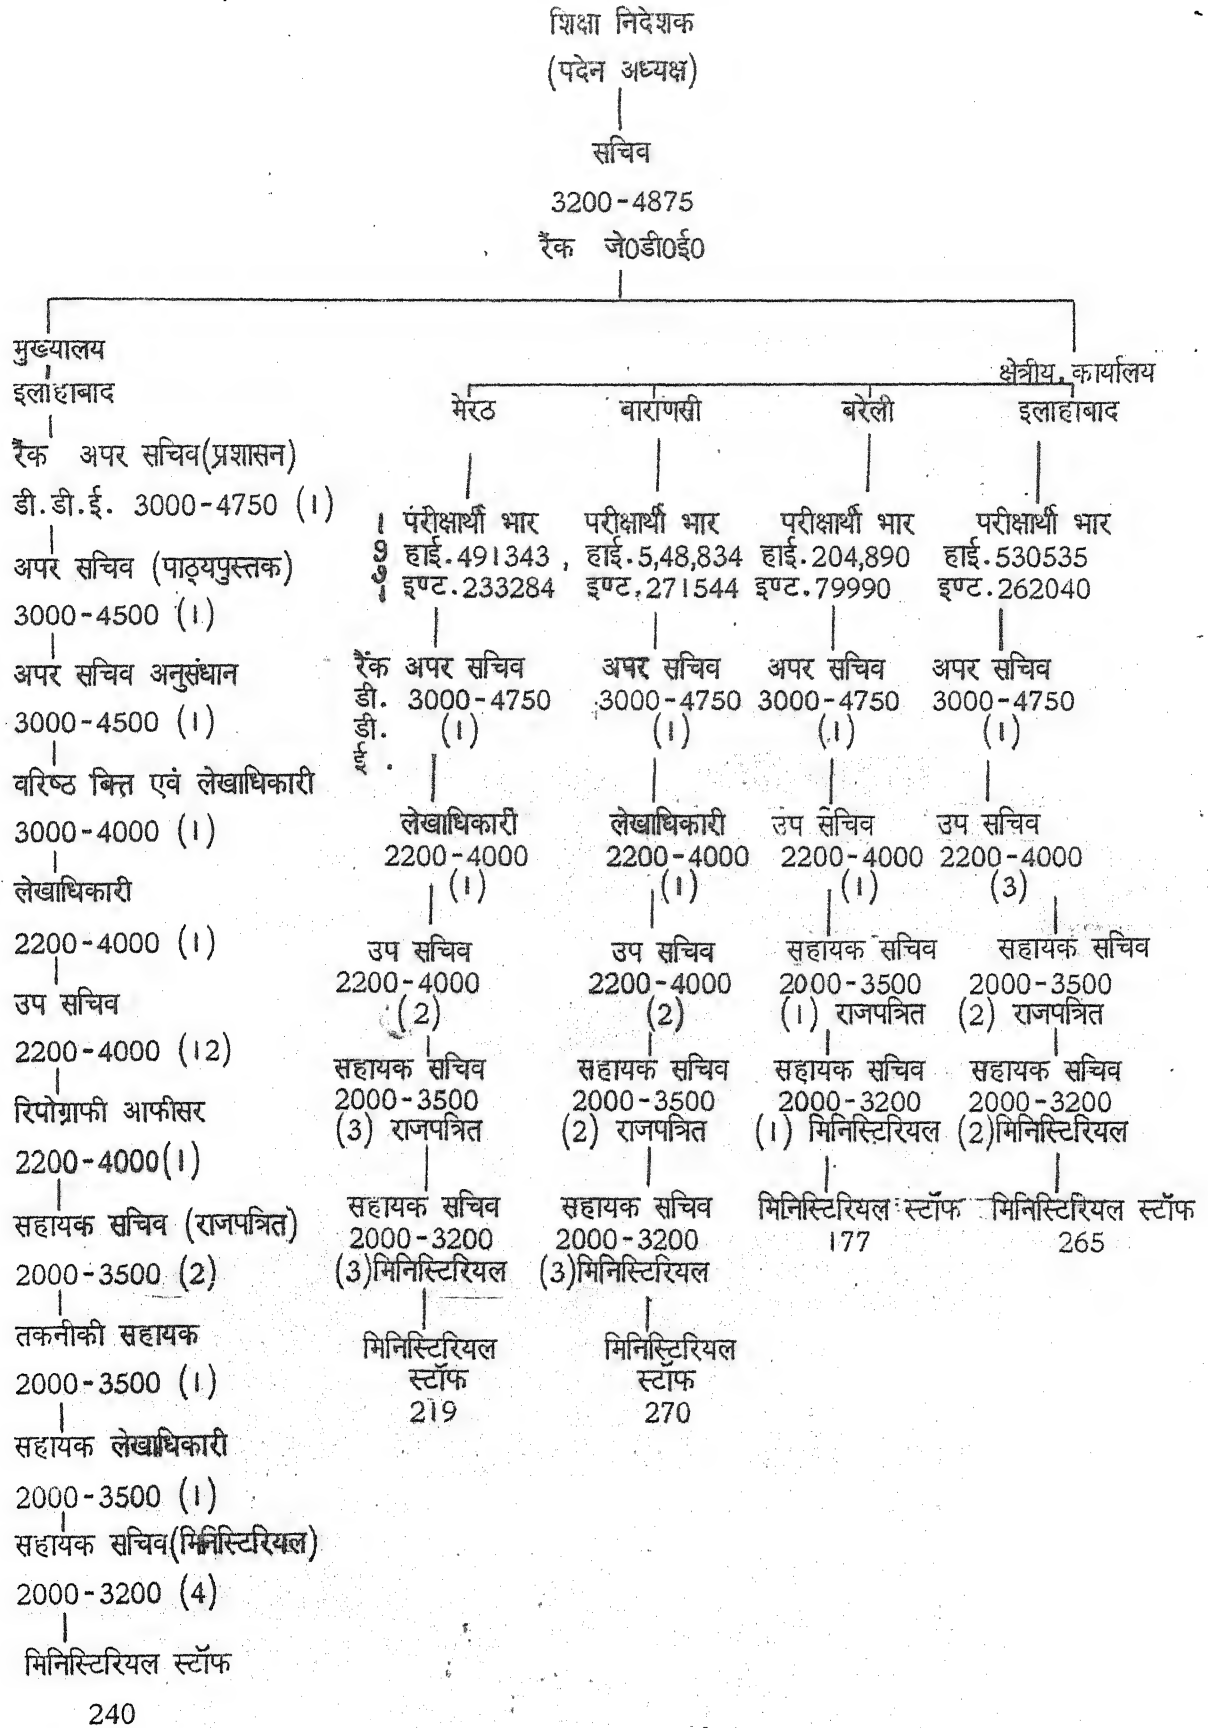 शिक्षा निदेशक
(पदेन अध्यक्ष)
सचिव
3200-4875
रैंक जे0डी0ई0
मुख्यालय
इलाहाबाद
रैंक अपर सचिव(प्रशासन)
डी.डी.ई. 3000-4750 (1)
अपर सचिव (पाठ्यपुस्तक)
3000-4500 (1)
अपर सचिव अनुसंधान
3000-4500 (1)
वरिष्ठ बित्त एवं लेखाधिकारी
3000-4000 (1)
लेखाधिकारी
2200-4000 (1)
उप सचिव
2200-4000 (12)
रिपोग्राफी आफीसर
2200-4000(1)
सहायक सचिव (राजपत्रित)
2000-3500 (2)
तकनीकी सहायक
2000-3500 (1)
सहायक लेखाधिकारी
2000-3500 (1)
सहायक सचिव(मिनिस्टिरियल)
2000-3200 (4)
मिनिस्टिरियल स्टॉफ
240
क्षेत्रीय कार्यालय
मेरठ
1991
परीक्षार्थी भार
हाई.491343
इण्ट.233284
रैंक अपर सचिव
डी. 3000-4750
डी. (1)
ई.
लेखाधिकारी
2200-4000
(1)
उप सचिव
2200-4000
(2)
सहायक सचिव
2000-3500
(3) राजपत्रित
सहायक सचिव
2000-3200
(3)मिनिस्टिरियल
मिनिस्टिरियल
स्टॉफ
219
वाराणसी
परीक्षार्थी भार
हाई.5,48,834
इण्ट.271544
अपर सचिव
3000-4750
(1)
लेखाधिकारी
2200-4000
(1)
उप सचिव
2200-4000
(2)
सहायक सचिव
2000-3500
(2) राजपत्रित
सहायक सचिव
2000-3200
(3)मिनिस्टिरियल
मिनिस्टिरियल
स्टॉफ
270
बरेली
परीक्षार्थी भार
हाई.204,890
इण्ट.79990
अपर सचिव
3000-4750
(1)
उप सचिव
2200-4000
(1)
सहायक सचिव
2000-3500
(1) राजपत्रित
सहायक सचिव
2000-3200
(1) मिनिस्टिरियल
मिनिस्टिरियल स्टॉफ
177
इलाहाबाद
परीक्षार्थी भार
हाई.530535
इण्ट.262040
अपर सचिव
3000-4750
(1)
उप सचिव
2200-4000
(3)
सहायक सचिव
2000-3500
(2) राजपत्रित
सहायक सचिव
2000-3200
(2)मिनिस्टिरियल
मिनिस्टिरियल स्टॉफ
265